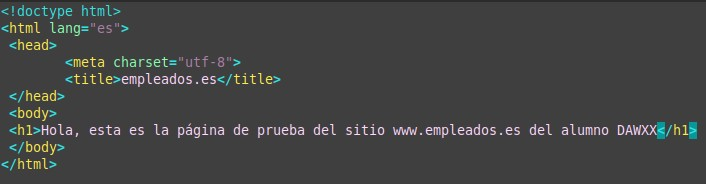 <!doctype html>
<html lang="es">
<head>
<meta charset="utf-8">
<title>empleados.es</title>
</head>
<body>
<h1>Hola, esta es la página de prueba del sitio www.empleados.es del alumno DAWXX</h1>
</body>
</html>